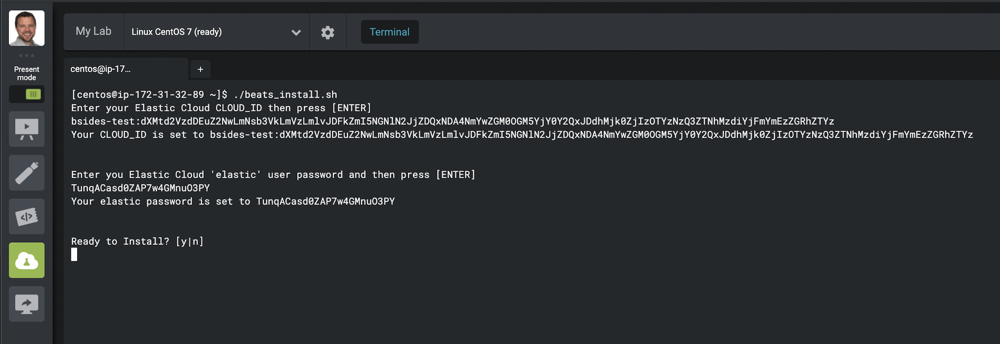 My Lab
Linux CentOS 7 (ready)
Terminal
Present
mode
centos@ip-17...
+
[centos@ip-172-31-32-89 ~]$ ./beats_install.sh
Enter your Elastic Cloud CLOUD_ID then press [ENTER]
bsides-test:dXMtd2VzdDEuZ2NwLmNsb3VkLmVzLmlvJDFkZmI5NGNlN2JjZDQxNDA4NmYwZGM0OGM5YjY0Y2QxJDdhMjk0ZjIzOTYzNzQ3ZTNhMzdiYjFmYmEzZGRhZTYz
Your CLOUD_ID is set to bsides-test:dXMtd2VzdDEuZ2NwLmNsb3VkLmVzLmlvJDFkZmI5NGNlN2JjZDQxNDA4NmYwZGM0OGM5YjY0Y2QxJDdhMjk0ZjIzOTYzNzQ3ZTNhMzdiYjFmYmEzZGRhZTYz
Enter you Elastic Cloud 'elastic' user password and then press [ENTER]
TunqACasd0ZAP7w4GMnuO3PY
Your elastic password is set to TunqACasd0ZAP7w4GMnuO3PY
Ready to Install? [y|n]